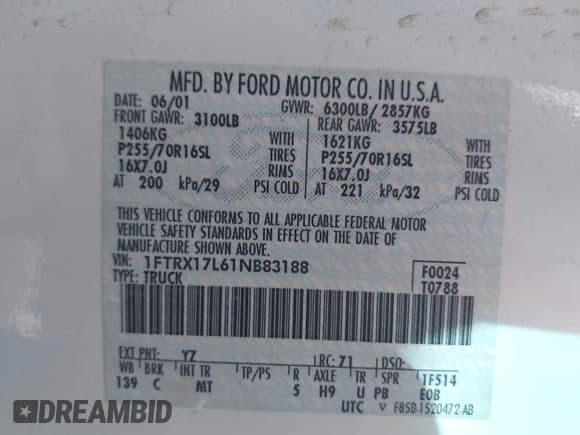 MFD. BY FORD MOTOR CO. IN U.S.A.
DATE: 06/01 GVWR: 6300LB/ 2857KG
FRONT GAWR: 3100LB REAR GAWR: 3575LB
1406KG WITH 1621KG WITH
P255/70R16SL TIRES P255/70R16SL TIRES
16X7.0J RIMS 16X7.0J RIMS
AT 200 kPa/29 PSI COLD AT 221 kPa/32 PSI COLD
THIS VEHICLE CONFORMS TO ALL APPLICABLE FEDERAL MOTOR
VEHICLE SAFETY STANDARDS IN EFFECT ON THE DATE OF
MANUFACTURE SHOWN ABOVE.
VIN: 1FTRX17L61NB83188 F0024
TYPE: TRUCK T0788
EXT PNT: YZ RC: 71 DSO:
WB BRK INT TR TP/PS R AXLE TR SPR 1F514
139 C MT 5 H9 U PB EOB
UTC F85B-1520472-AB
DREAMBID